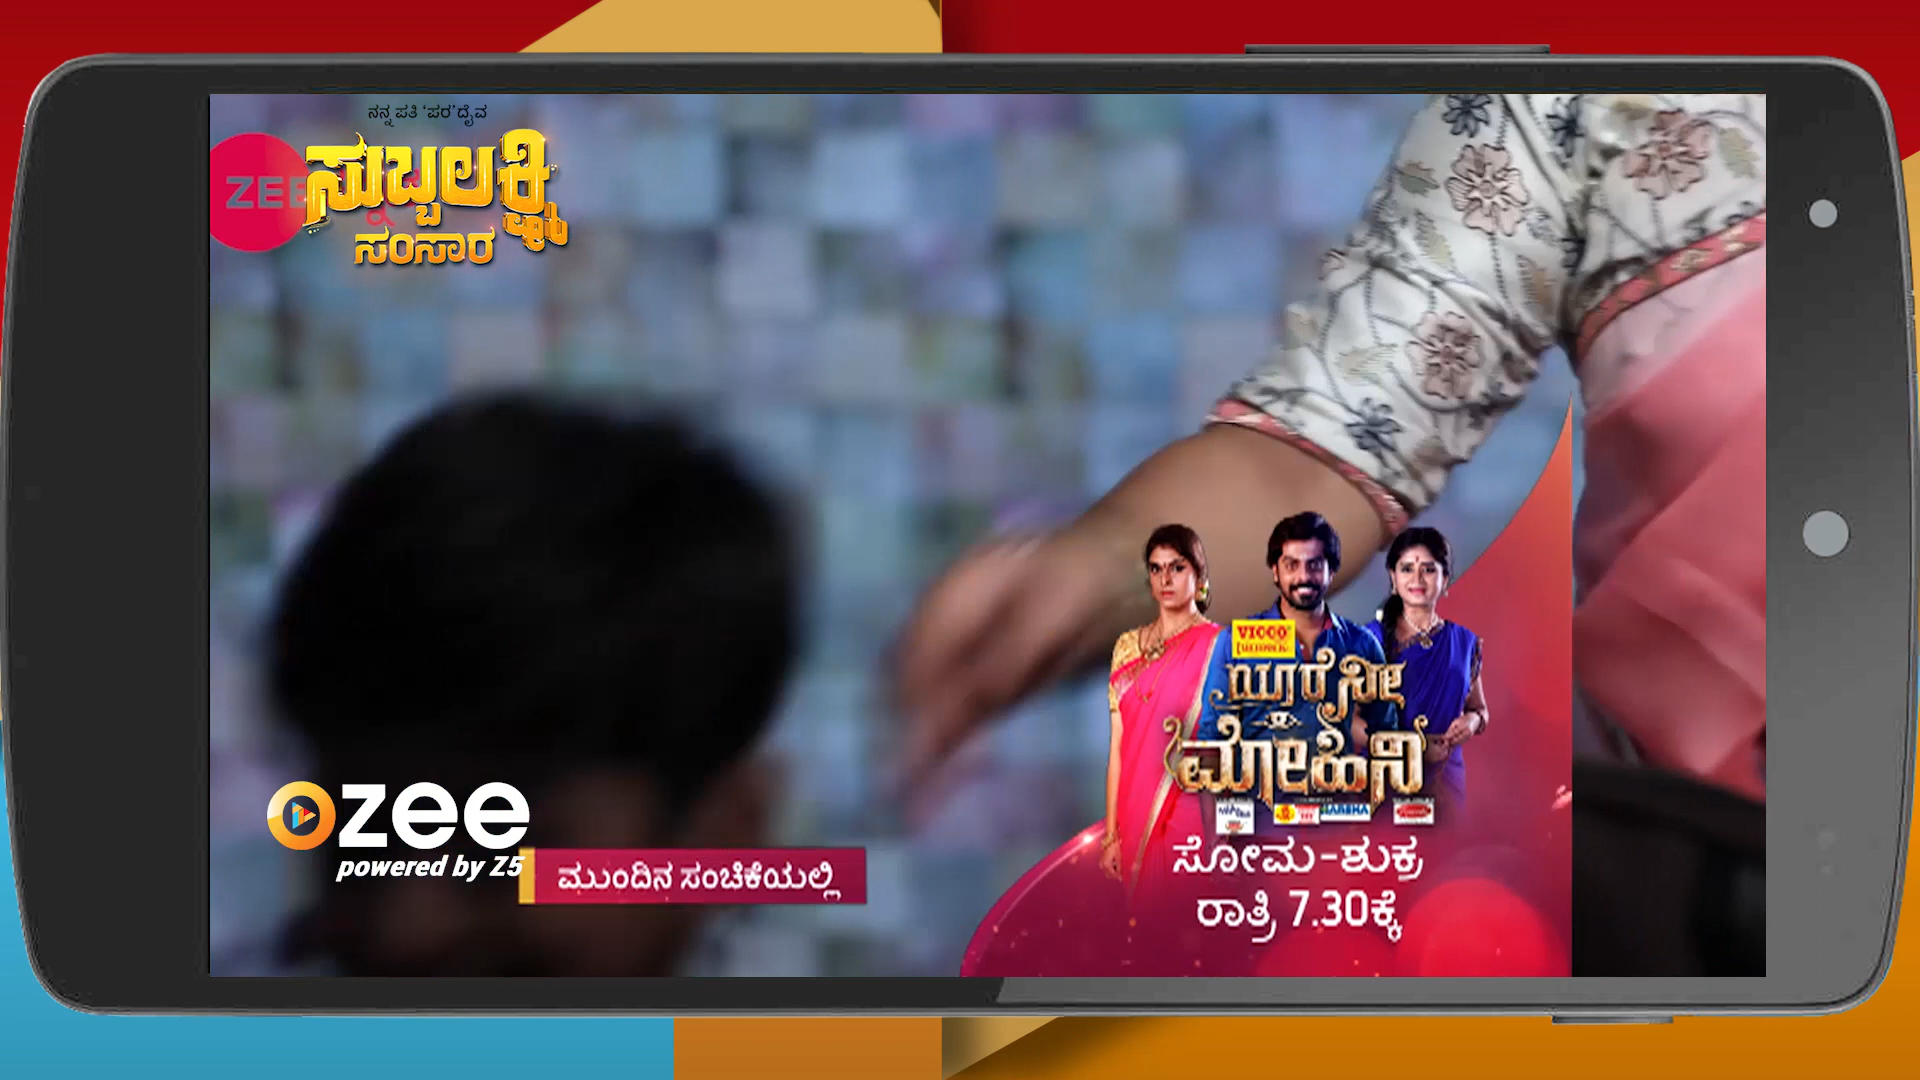 ನನ್ನ ಪತಿ ‘ಪರ’ದೈವ
ZEE
ಸುಬ್ಬಲಕ್ಷ್ಮಿ
ಸಂಸಾರ
VICCO
ಯಾರೆ ನೀ
ಮೋಹಿನಿ
ಸೋಮ-ಶುಕ್ರ
ರಾತ್ರಿ 7.30ಕ್ಕೆ
zee
powered by Z5
ಮುಂದಿನ ಸಂಚಿಕೆಯಲ್ಲಿ